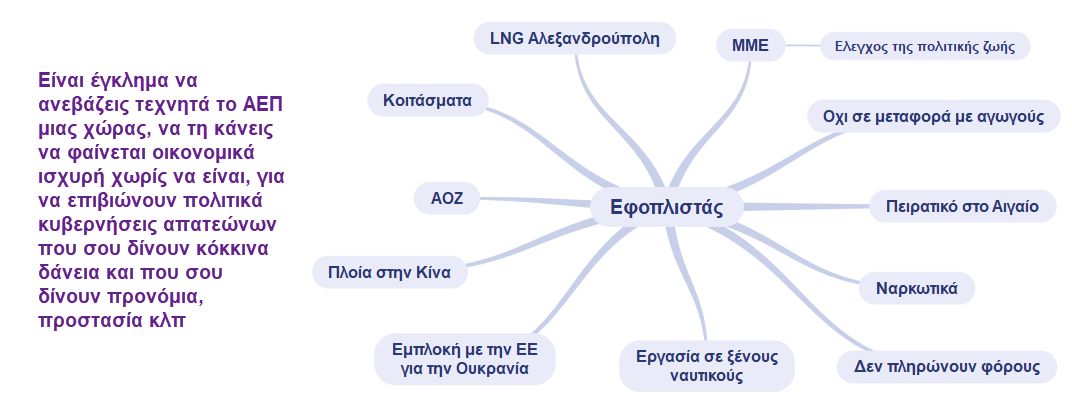 Είναι έγκλημα να
ανεβάζεις τεχνητά το ΑΕΠ
μιας χώρας, να τη κάνεις
να φαίνεται οικονομικά
ισχυρή χωρίς να είναι, για
να επιβιώνουν πολιτικά
κυβερνήσεις απατεώνων
που σου δίνουν κόκκινα
δάνεια και που σου
δίνουν προνόμια,
προστασία κλπ
LNG Αλεξανδρούπολη
ΜΜΕ
Ελεγχος της πολιτικής ζωής
Κοιτάσματα
Οχι σε μεταφορά με αγωγούς
ΑΟΖ
Εφοπλιστάς
Πειρατικό στο Αιγαίο
Πλοία στην Κίνα
Ναρκωτικά
Εμπλοκή με την ΕΕ
για την Ουκρανία
Εργασία σε ξένους
ναυτικούς
Δεν πληρώνουν φόρους